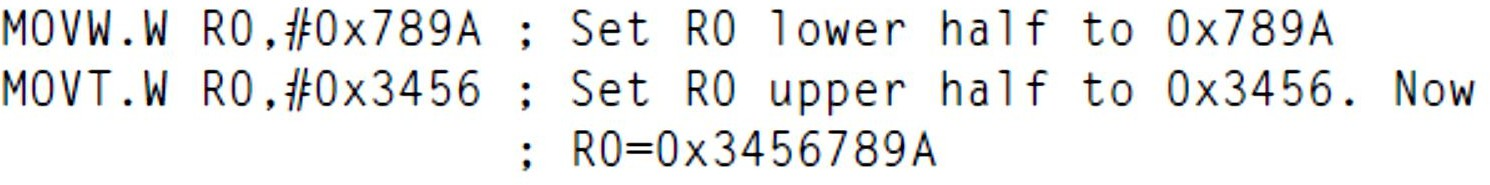 MOVW.W R0,#0x789A ; Set R0 lower half to 0x789A
MOVT.W R0,#0x3456 ; Set R0 upper half to 0x3456. Now
; R0=0x3456789A